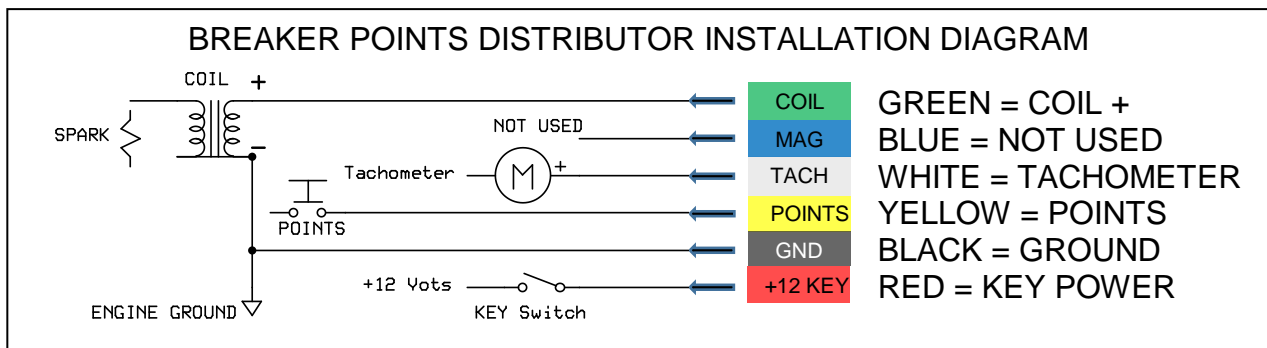 BREAKER POINTS DISTRIBUTOR INSTALLATION DIAGRAM
COIL +
COIL GREEN = COIL +
NOT USED MAG BLUE = NOT USED
SPARK
-
Tachometer M + TACH WHITE = TACHOMETER
POINTS YELLOW = POINTS
POINTS
GND BLACK = GROUND
+12 Vots +12 KEY RED = KEY POWER
ENGINE GROUND KEY Switch